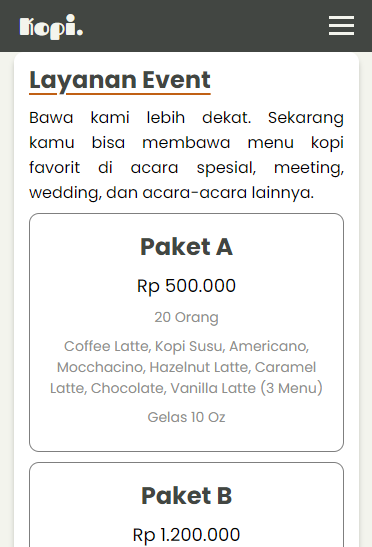 Kopi.
Layanan Event
Bawa kami lebih dekat. Sekarang
kamu bisa membawa menu kopi
favorit di acara spesial, meeting,
wedding, dan acara-acara lainnya.
Paket A
Rp 500.000
20 Orang
Coffee Latte, Kopi Susu, Americano,
Mocchacino, Hazelnut Latte, Caramel
Latte, Chocolate, Vanilla Latte (3 Menu)
Gelas 10 Oz
Paket B
Rp 1.200.000